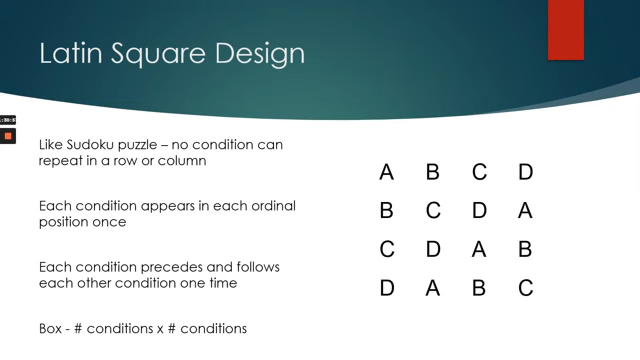 Latin Square Design
Like Sudoku puzzle – no condition can
repeat in a row or column
Each condition appears in each ordinal
position once
Each condition precedes and follows
each other condition one time
Box - # conditions x # conditions
A B C D
B C D A
C D A B
D A B C